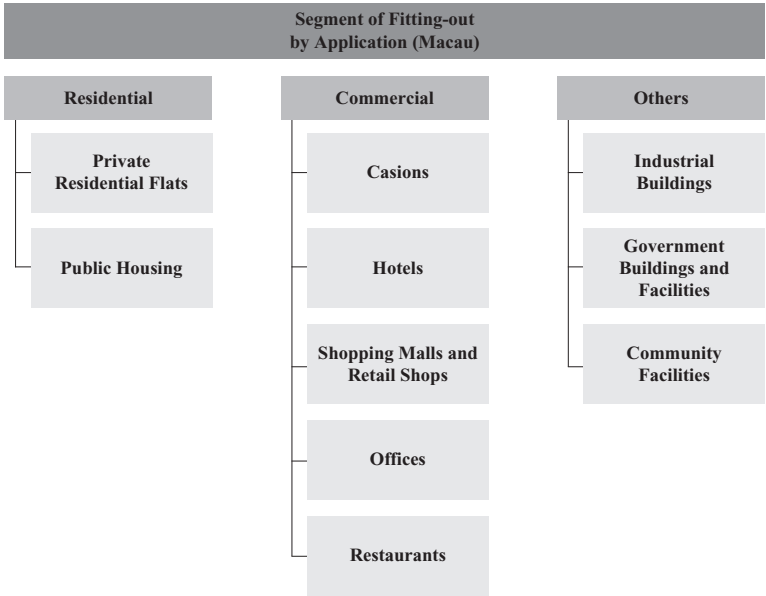 Segment of Fitting-out
by Application (Macau)
Residential
Private
Residential Flats
Public Housing
Commercial
Casions
Hotels
Shopping Malls and
Retail Shops
Offices
Restaurants
Others
Industrial
Buildings
Government
Buildings and
Facilities
Community
Facilities